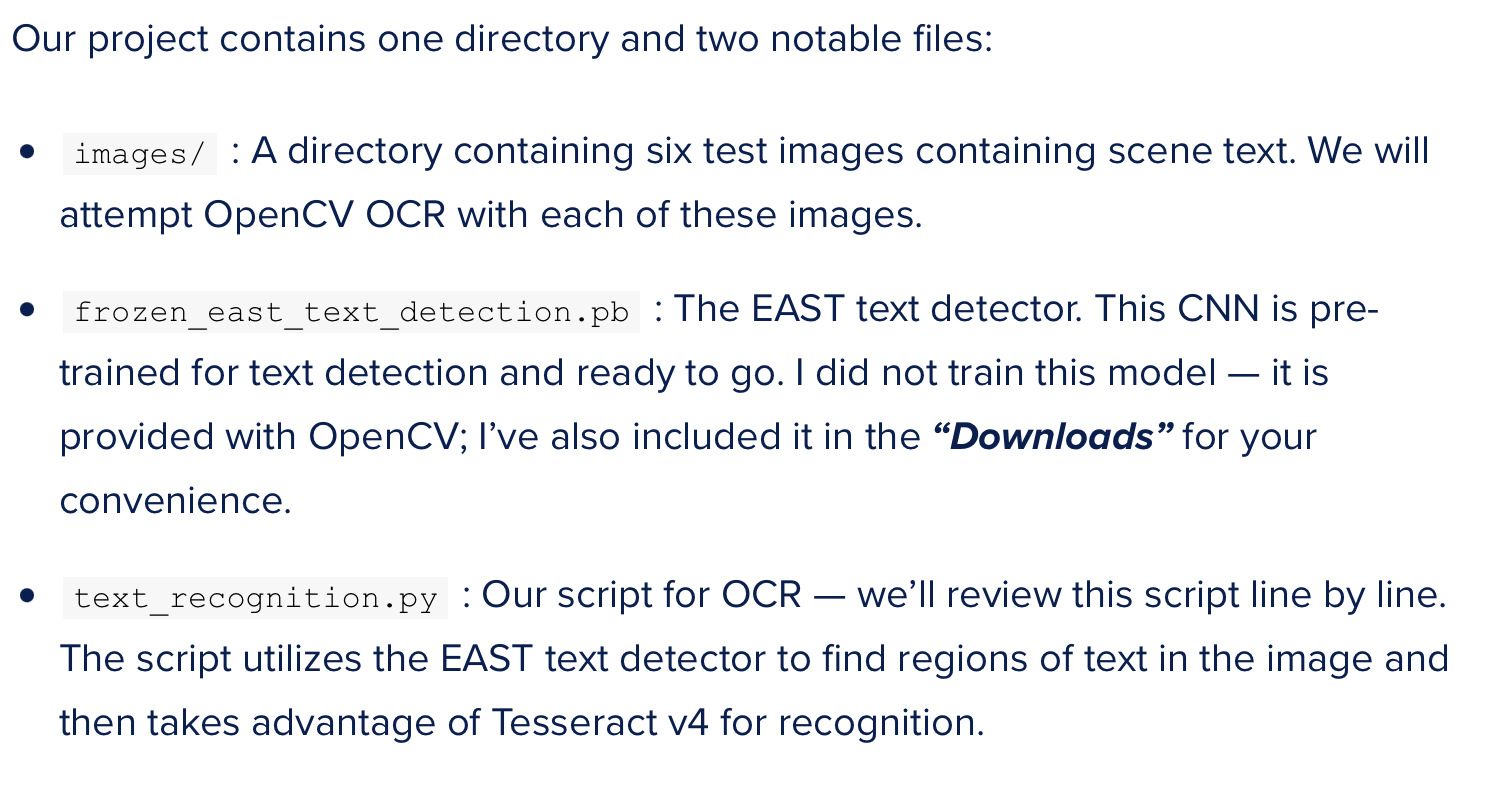 Our project contains one directory and two notable files:
• images/ : A directory containing six test images containing scene text. We will
attempt OpenCV OCR with each of these images.
• frozen_east_text_detection.pb : The EAST text detector. This CNN is pre-
trained for text detection and ready to go. I did not train this model — it is
provided with OpenCV; I’ve also included it in the “Downloads” for your
convenience.
• text_recognition.py : Our script for OCR — we’ll review this script line by line.
The script utilizes the EAST text detector to find regions of text in the image and
then takes advantage of Tesseract v4 for recognition.